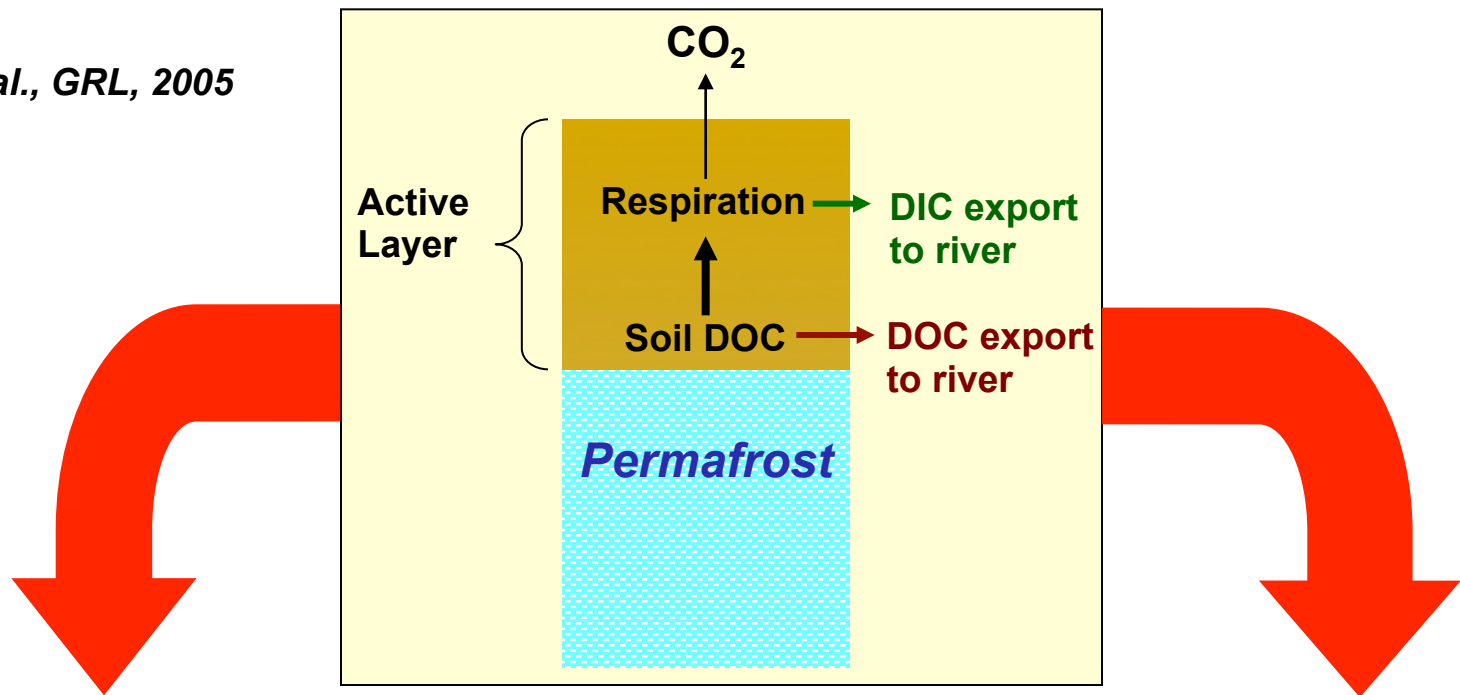 al., GRL, 2005
CO₂
Active
Layer
Respiration
DIC export
to river
Soil DOC
DOC export
to river
Permafrost